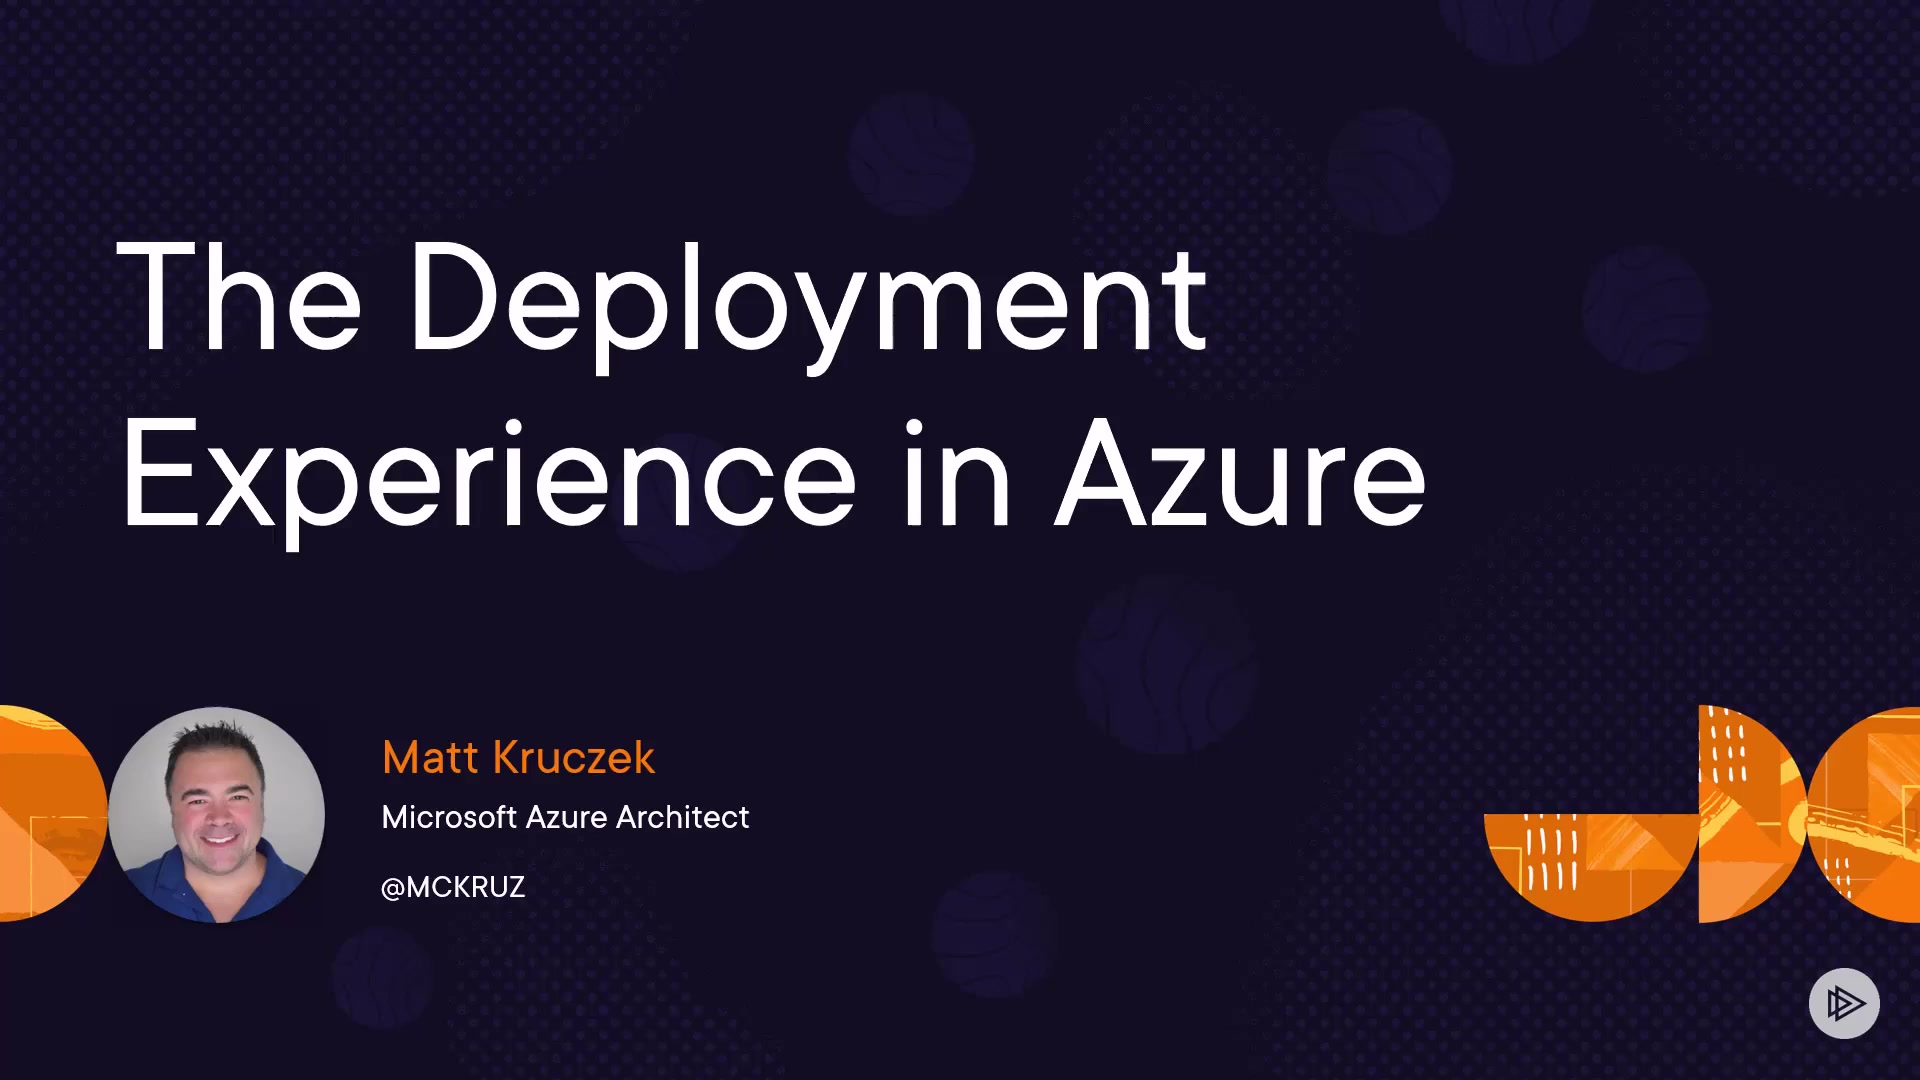 The Deployment
Experience in Azure
Matt Kruczek
Microsoft Azure Architect
@MCKRUZ